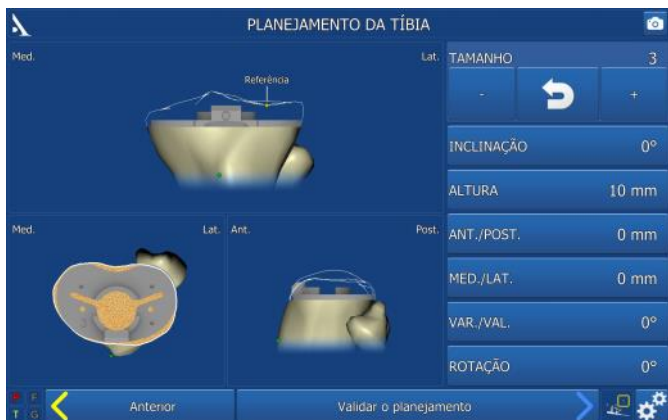 PLANEJAMENTO DA TÍBIA
Med.
Lat.
Referência
TAMANHO 3
- +
INCLINAÇÃO 0°
ALTURA 10 mm
ANT./POST. 0 mm
MED./LAT. 0 mm
VAR./VAL. 0°
ROTAÇÃO 0°
Med.
Lat.
Ant.
Post.
R F
T G
Anterior
Validar o planejamento